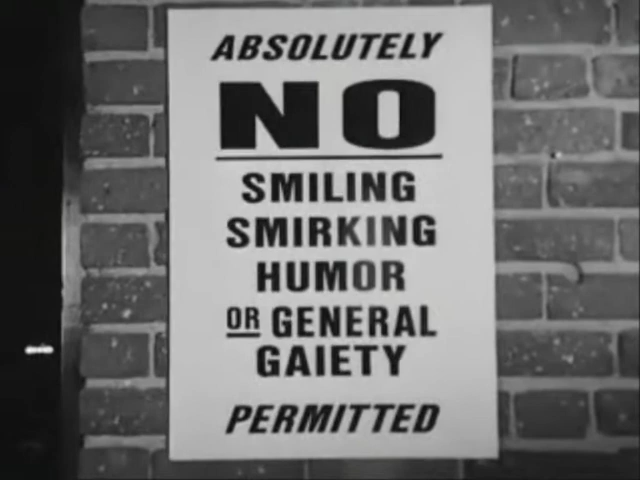 ABSOLUTELY
NO
SMILING
SMIRKING
HUMOR
OR GENERAL
GAIETY
PERMITTED